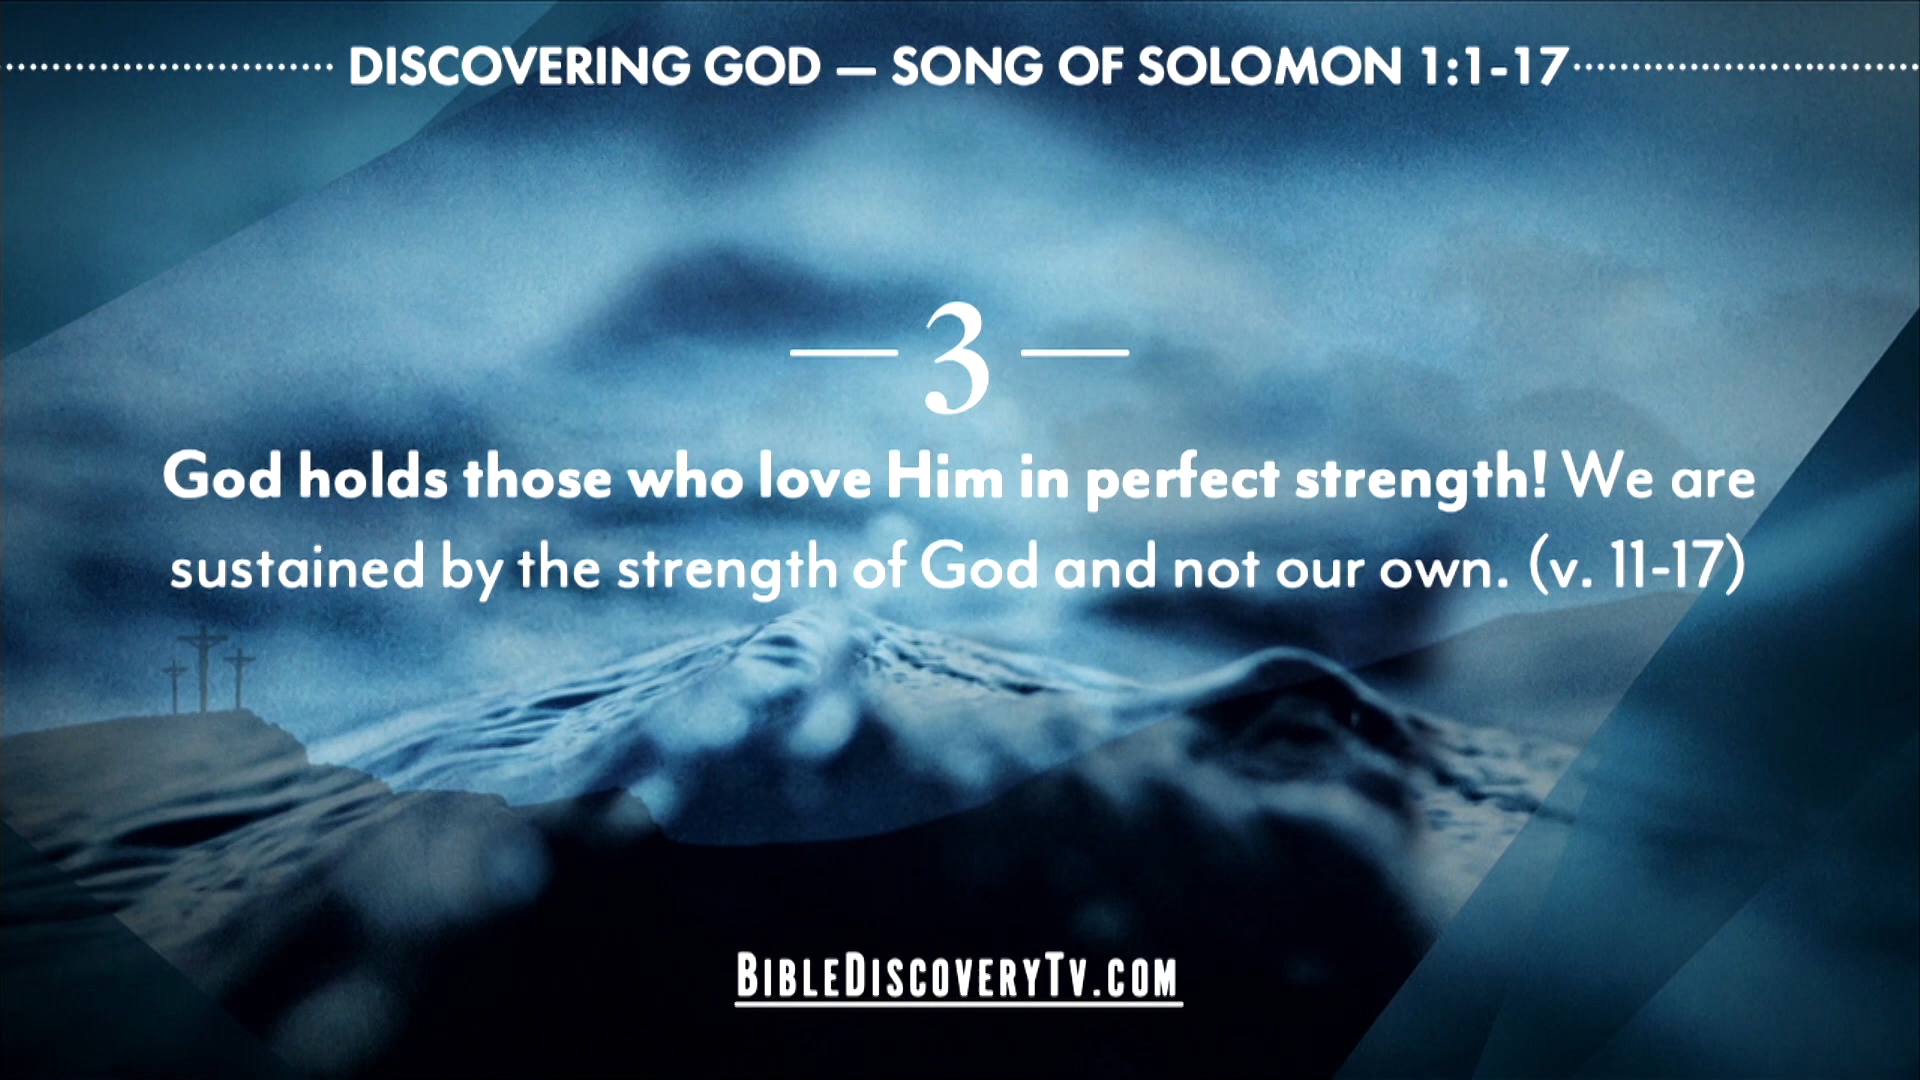 DISCOVERING GOD — SONG OF SOLOMON 1:1-17
— 3 —
God holds those who love Him in perfect strength! We are
sustained by the strength of God and not our own. (v. 11-17)
BIBLEDISCOVERYTV.COM